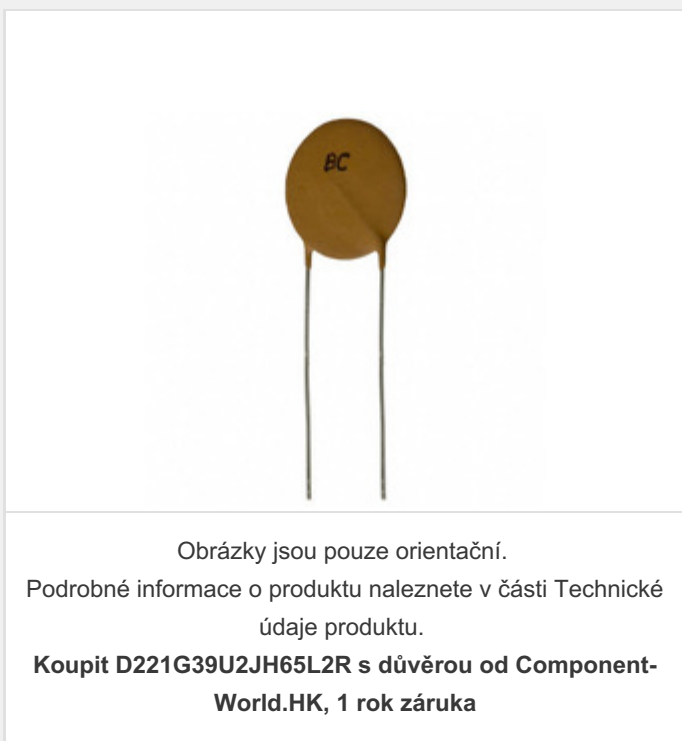 BC
Obrázky jsou pouze orientační.
Podrobné informace o produktu naleznete v části Technické
údaje produktu.
Koupit D221G39U2JH65L2R s důvěrou od Component-
World.HK, 1 rok záruka